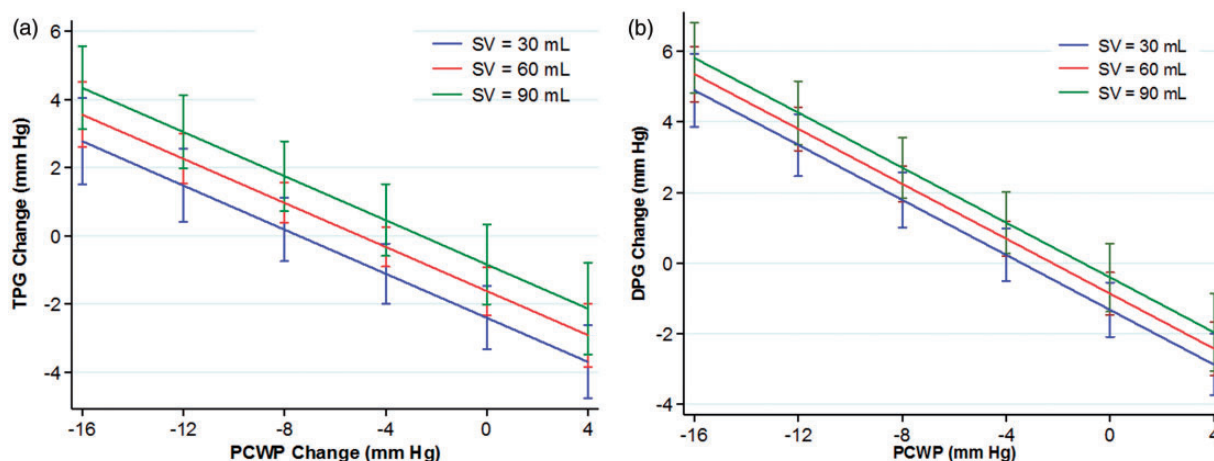 (a)
SV = 30 mL
SV = 60 mL
SV = 90 mL
TPG Change (mm Hg)
6
4
2
0
-2
-4
-16 -12 -8 -4 0 4
PCWP Change (mm Hg)
(b)
SV = 30 mL
SV = 60 mL
SV = 90 mL
DPG Change (mm Hg)
6
4
2
0
-2
-4
-16 -12 -8 -4 0 4
PCWP (mm Hg)